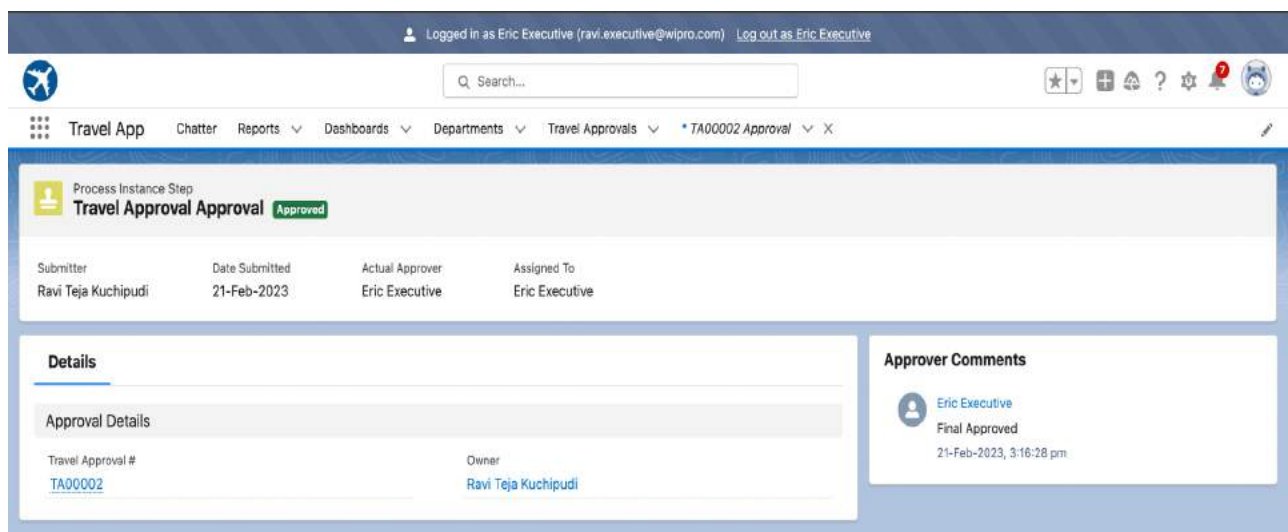 Logged in as Eric Executive (ravi.executive@wipro.com) Log out as Eric Executive
Search...
7
Travel App Chatter Reports Dashboards Departments Travel Approvals * TA00002 Approval
Process Instance Step
Travel Approval Approval Approved
Submitter Date Submitted Actual Approver Assigned To
Ravi Teja Kuchipudi 21-Feb-2023 Eric Executive Eric Executive
Details
Approval Details
Travel Approval # Owner
TA00002 Ravi Teja Kuchipudi
Approver Comments
Eric Executive
Final Approved
21-Feb-2023, 3:16:28 pm